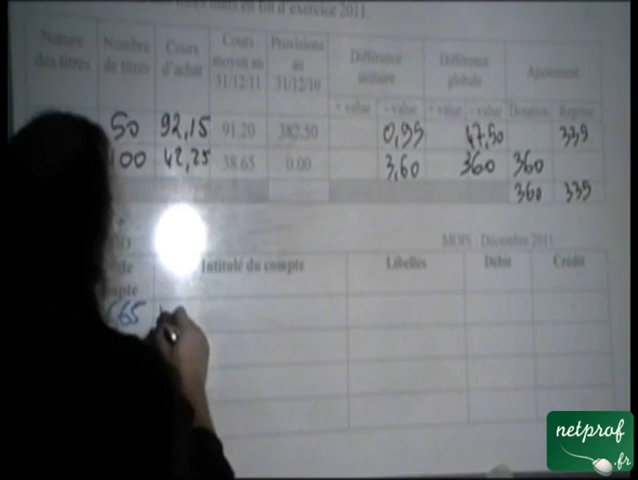 des titres mois en fin d'exercice 2011.
Nature des titres Nombre de titres Cours d'achat Cours moyen au 31/12/11 Provisions au 31/12/10 Différence unitaire Différence globale Ajustement
+ value - value + value - value Dotation Reprise
50 92,15 91.20 382.50 0,95 47,50 335
100 42,25 38.65 0.00 3,60 360 360
360 335
MOIS : Décembre 2011
Intitulé du compte Libellés Débit Crédit
665
netprof
.fr